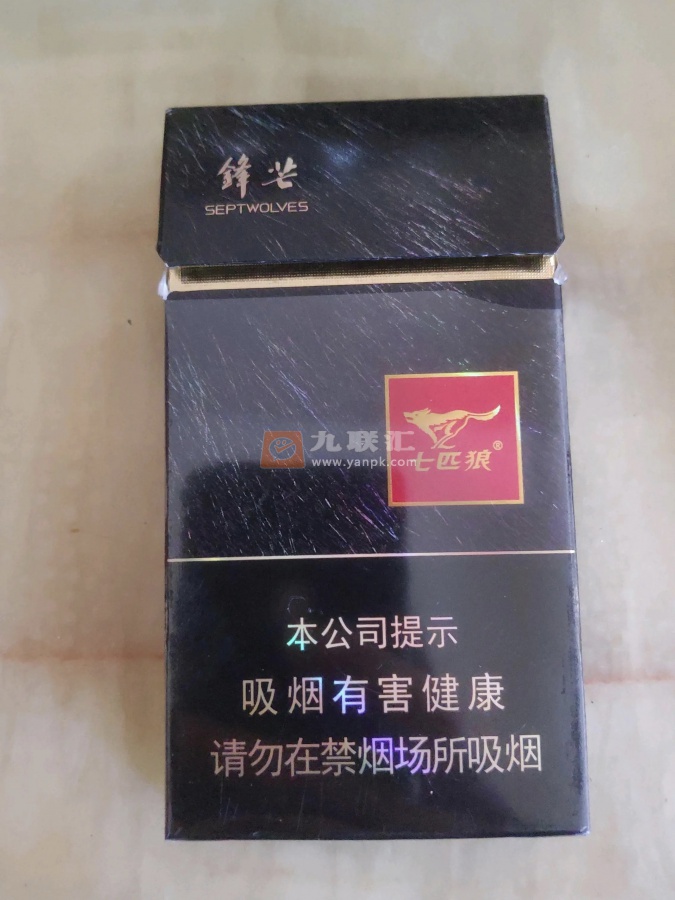 鋒芒
SEPTWOLVES
九联汇
www.yanpk.com
七匹狼®
本公司提示
吸烟有害健康
请勿在禁烟场所吸烟